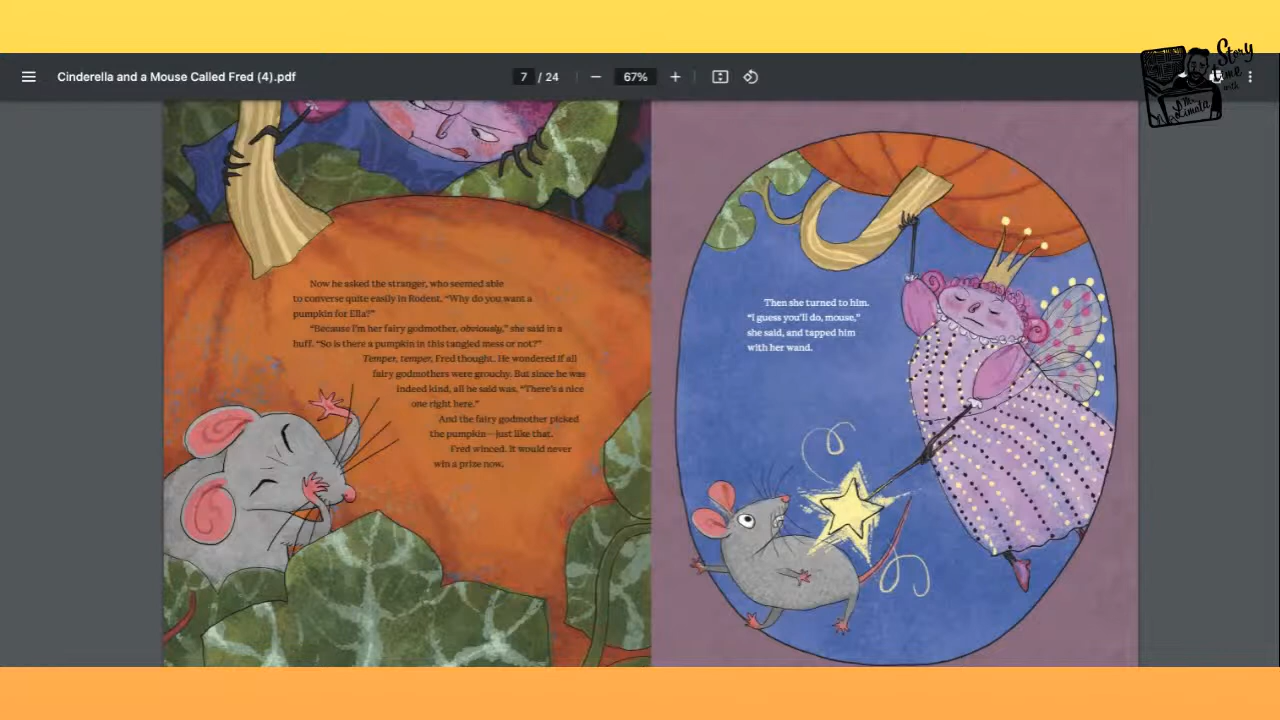 Cinderella and a Mouse Called Fred (4).pdf
7 / 24
67%
Story
time
with
Mr.
Limata
Now he asked the stranger, who seemed able
to converse quite easily in Rodent, “Why do you want a
pumpkin for Ella?”
“Because I’m her fairy godmother, obviously,” she said in a
huff. “So is there a pumpkin in this tangled mess or not?”
Temper, temper, Fred thought. He wondered if all
fairy godmothers were grouchy. But since he was
indeed kind, all he said was, “There’s a nice
one right here.”
And the fairy godmother picked
the pumpkin—just like that.
Fred winced. It would never
win a prize now.
Then she turned to him.
“I guess you’ll do, mouse,”
she said, and tapped him
with her wand.